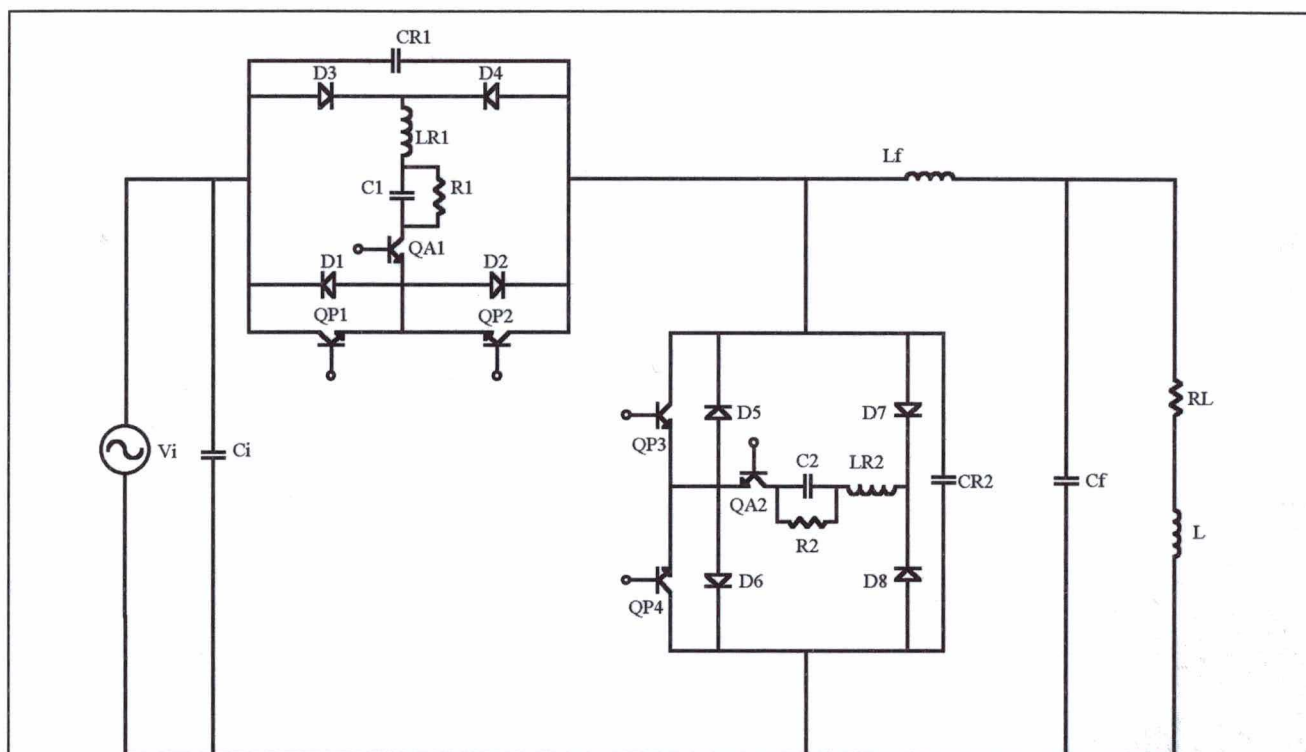 CR1
D3 D4
LR1
Lf
C1 R1
QA1
D1 D2
QP1 QP2
D5 D7
RL
QP3
Vi Ci
C2 LR2
CR2 Cf
QA2
R2
L
D6 D8
QP4